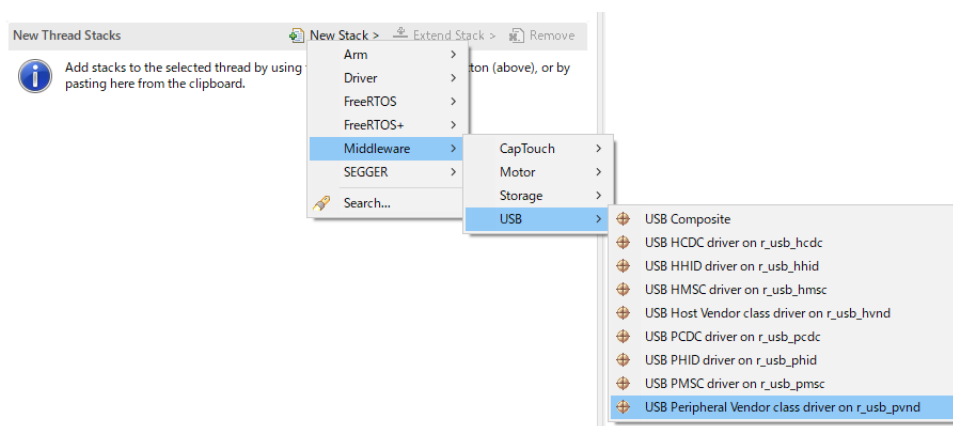 New Thread Stacks
New Stack > Extend Stack > Remove
Add stacks to the selected thread by using
ton (above), or by
pasting here from the clipboard.
Arm >
Driver >
FreeRTOS >
FreeRTOS+ >
Middleware >
SEGGER >
Search...
CapTouch >
Motor >
Storage >
USB >
USB Composite
USB HCDC driver on r_usb_hcdc
USB HHID driver on r_usb_hhid
USB HMSC driver on r_usb_hmsc
USB Host Vendor class driver on r_usb_hvnd
USB PCDC driver on r_usb_pcdc
USB PHID driver on r_usb_phid
USB PMSC driver on r_usb_pmsc
USB Peripheral Vendor class driver on r_usb_pvnd